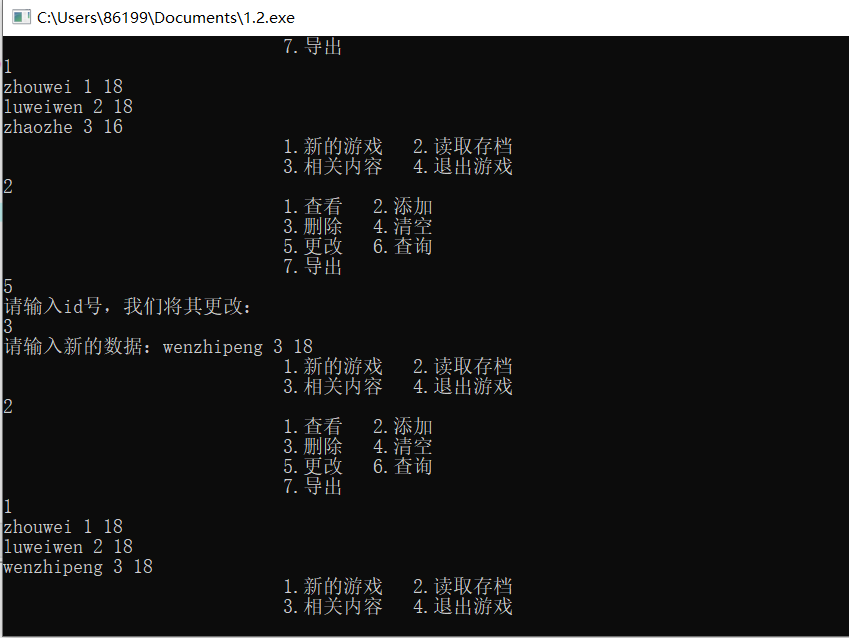 C:\Users\86199\Documents\1.2.exe
7.导出
1
zhouwei 1 18
luweiwen 2 18
zhaozhe 3 16
1.新的游戏 2.读取存档
3.相关内容 4.退出游戏
2
1.查看 2.添加
3.删除 4.清空
5.更改 6.查询
7.导出
5
请输入id号，我们将其更改：
3
请输入新的数据：wenzhipeng 3 18
1.新的游戏 2.读取存档
3.相关内容 4.退出游戏
2
1.查看 2.添加
3.删除 4.清空
5.更改 6.查询
7.导出
1
zhouwei 1 18
luweiwen 2 18
wenzhipeng 3 18
1.新的游戏 2.读取存档
3.相关内容 4.退出游戏